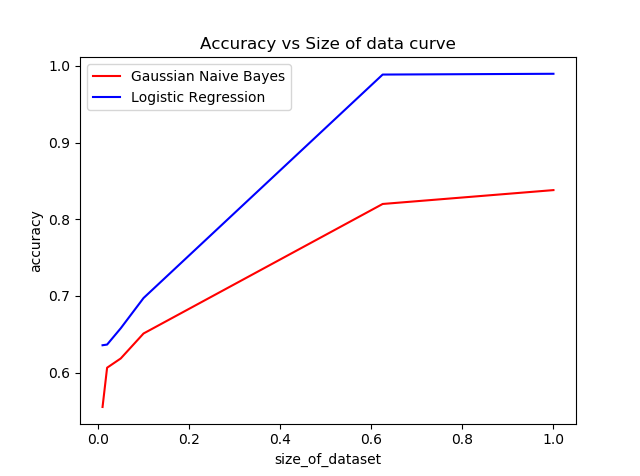 Accuracy vs Size of data curve
Gaussian Naive Bayes
Logistic Regression
1.0
0.9
0.8
0.7
0.6
accuracy
0.0 0.2 0.4 0.6 0.8 1.0
size_of_dataset